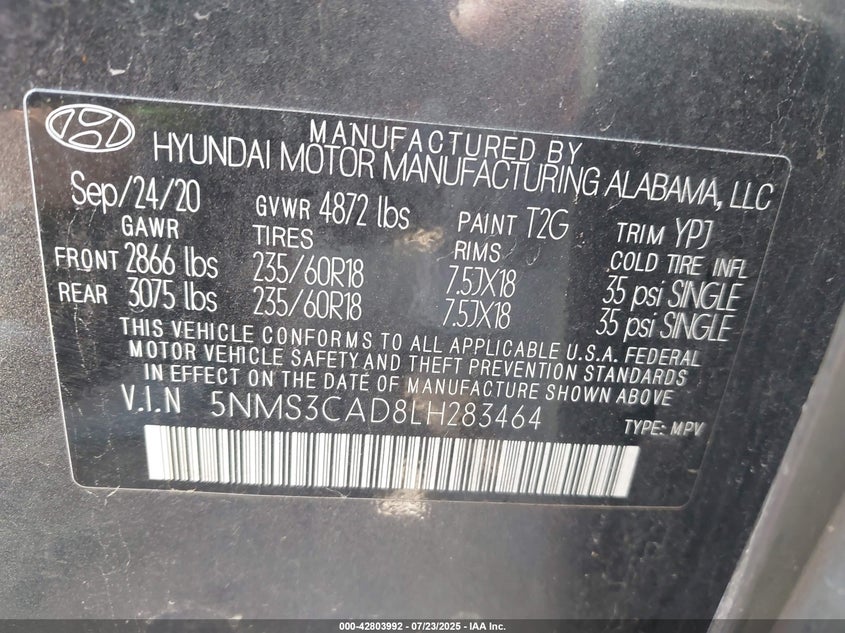 MANUFACTURED BY
HYUNDAI MOTOR MANUFACTURING ALABAMA, LLC
Sep/24/20 GVWR 4872 lbs PAINT T2G TRIM YPJ
GAWR TIRES RIMS COLD TIRE INFL
FRONT 2866 lbs 235/60R18 7.5JX18 35 psi SINGLE
REAR 3075 lbs 235/60R18 7.5JX18 35 psi SINGLE
THIS VEHICLE CONFORMS TO ALL APPLICABLE U.S.A. FEDERAL
MOTOR VEHICLE SAFETY AND THEFT PREVENTION STANDARDS
IN EFFECT ON THE DATE OF MANUFACTURE SHOWN ABOVE
V.I.N 5NMS3CAD8LH283464 TYPE: MPV
000-42803992 - 07/23/2025 - IAA Inc.